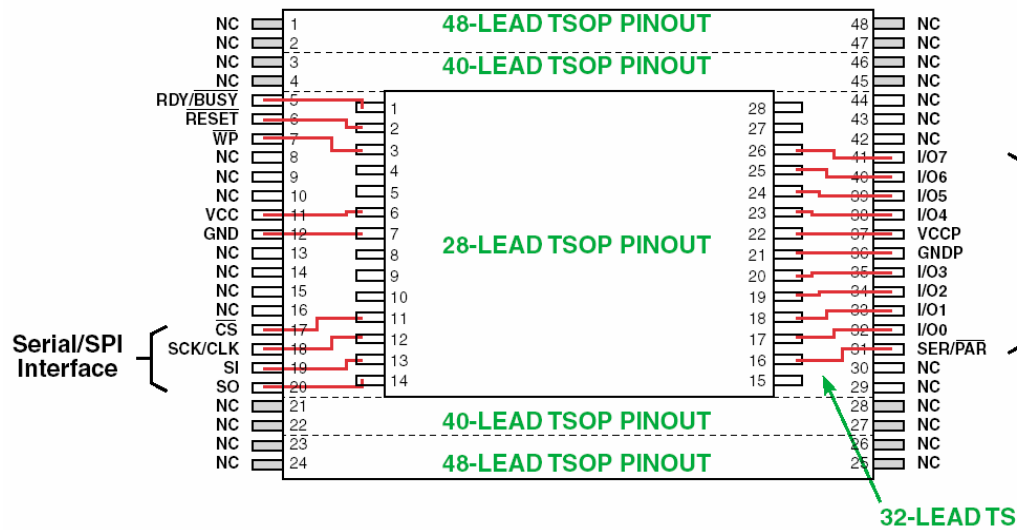 48-LEAD TSOP PINOUT
40-LEAD TSOP PINOUT
NC 1
NC 2
NC 3
NC 4
RDY/BUSY 5
RESET 6
WP 7
NC 8
NC 9
NC 10
VCC 11
GND 12
NC 13
NC 14
NC 15
NC 16
CS 17
SCK/CLK 18
SI 19
SO 20
NC 21
NC 22
NC 23
NC 24
Serial/SPI
Interface
1
2
3
4
5
6
7
8
9
10
11
12
13
14
28-LEAD TSOP PINOUT
28
27
26
25
24
23
22
21
20
19
18
17
16
15
48 NC
47 NC
46 NC
45 NC
44 NC
43 NC
42 NC
41 I/O7
40 I/O6
39 I/O5
38 I/O4
37 VCCP
36 GNDP
35 I/O3
34 I/O2
33 I/O1
32 I/O0
31 SER/PAR
30 NC
29 NC
28 NC
27 NC
26 NC
25 NC
40-LEAD TSOP PINOUT
48-LEAD TSOP PINOUT
32-LEAD TS